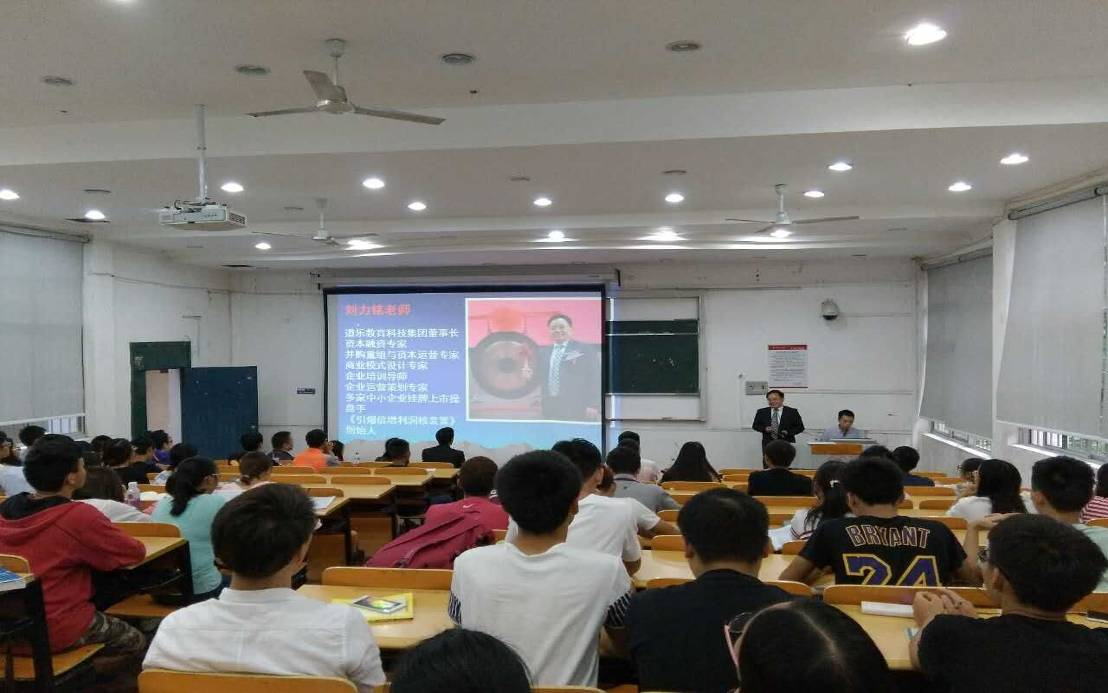 刘力铭老师
道乐教育科技集团董事长
资本融资专家
并购重组与资本运营专家
商业模式设计专家
企业培训导师
企业运营策划专家
多家中小企业挂牌上市操
盘手
《引爆倍增利润核变蓝》
创始人
BRYANT
24